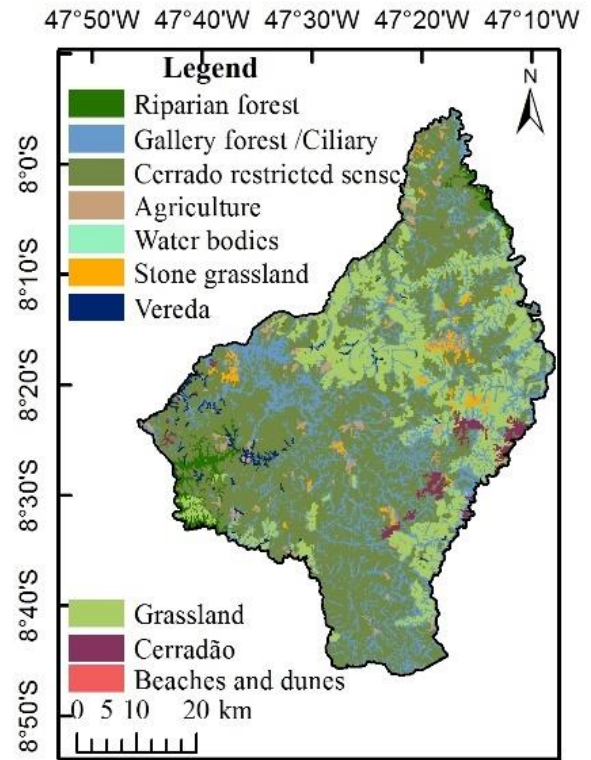 47°50'W 47°40'W 47°30'W 47°20'W 47°10'W
Legend
N
Riparian forest
Gallery forest /Ciliary
Cerrado restricted sense
Agriculture
Water bodies
Stone grassland
Vereda
8°0'S
8°10'S
8°20'S
8°30'S
8°40'S
8°50'S
Grassland
Cerradão
Beaches and dunes
0 5 10 20 km